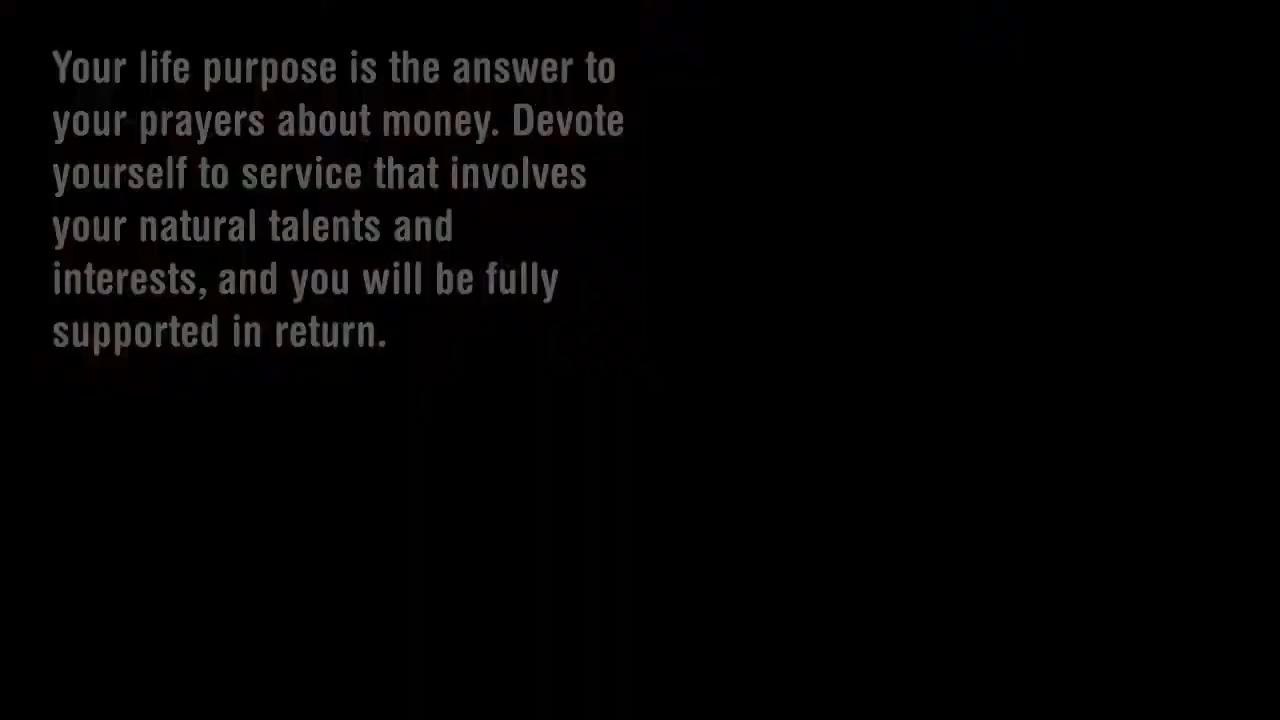 Your life purpose is the answer to
your prayers about money. Devote
yourself to service that involves
your natural talents and
interests, and you will be fully
supported in return.